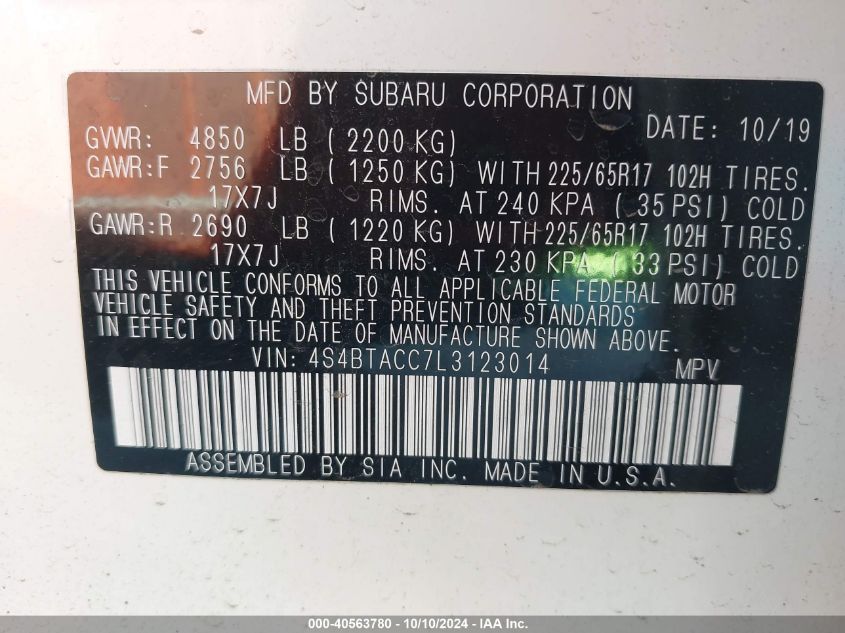 MFD BY SUBARU CORPORATION
GVWR: 4850 LB ( 2200 KG) DATE: 10/19
GAWR:F 2756 LB ( 1250 KG) WITH 225/65R17 102H TIRES.
17X7J RIMS. AT 240 KPA ( 35 PSI) COLD
GAWR:R 2690 LB ( 1220 KG) WITH 225/65R17 102H TIRES.
17X7J RIMS. AT 230 KPA ( 33 PSI) COLD
THIS VEHICLE CONFORMS TO ALL APPLICABLE FEDERAL MOTOR
VEHICLE SAFETY AND THEFT PREVENTION STANDARDS
IN EFFECT ON THE DATE OF MANUFACTURE SHOWN ABOVE.
VIN: 4S4BTACC7L3123014 MPV
ASSEMBLED BY SIA INC. MADE IN U.S.A.
000-40563780 - 10/10/2024 - IAA Inc.